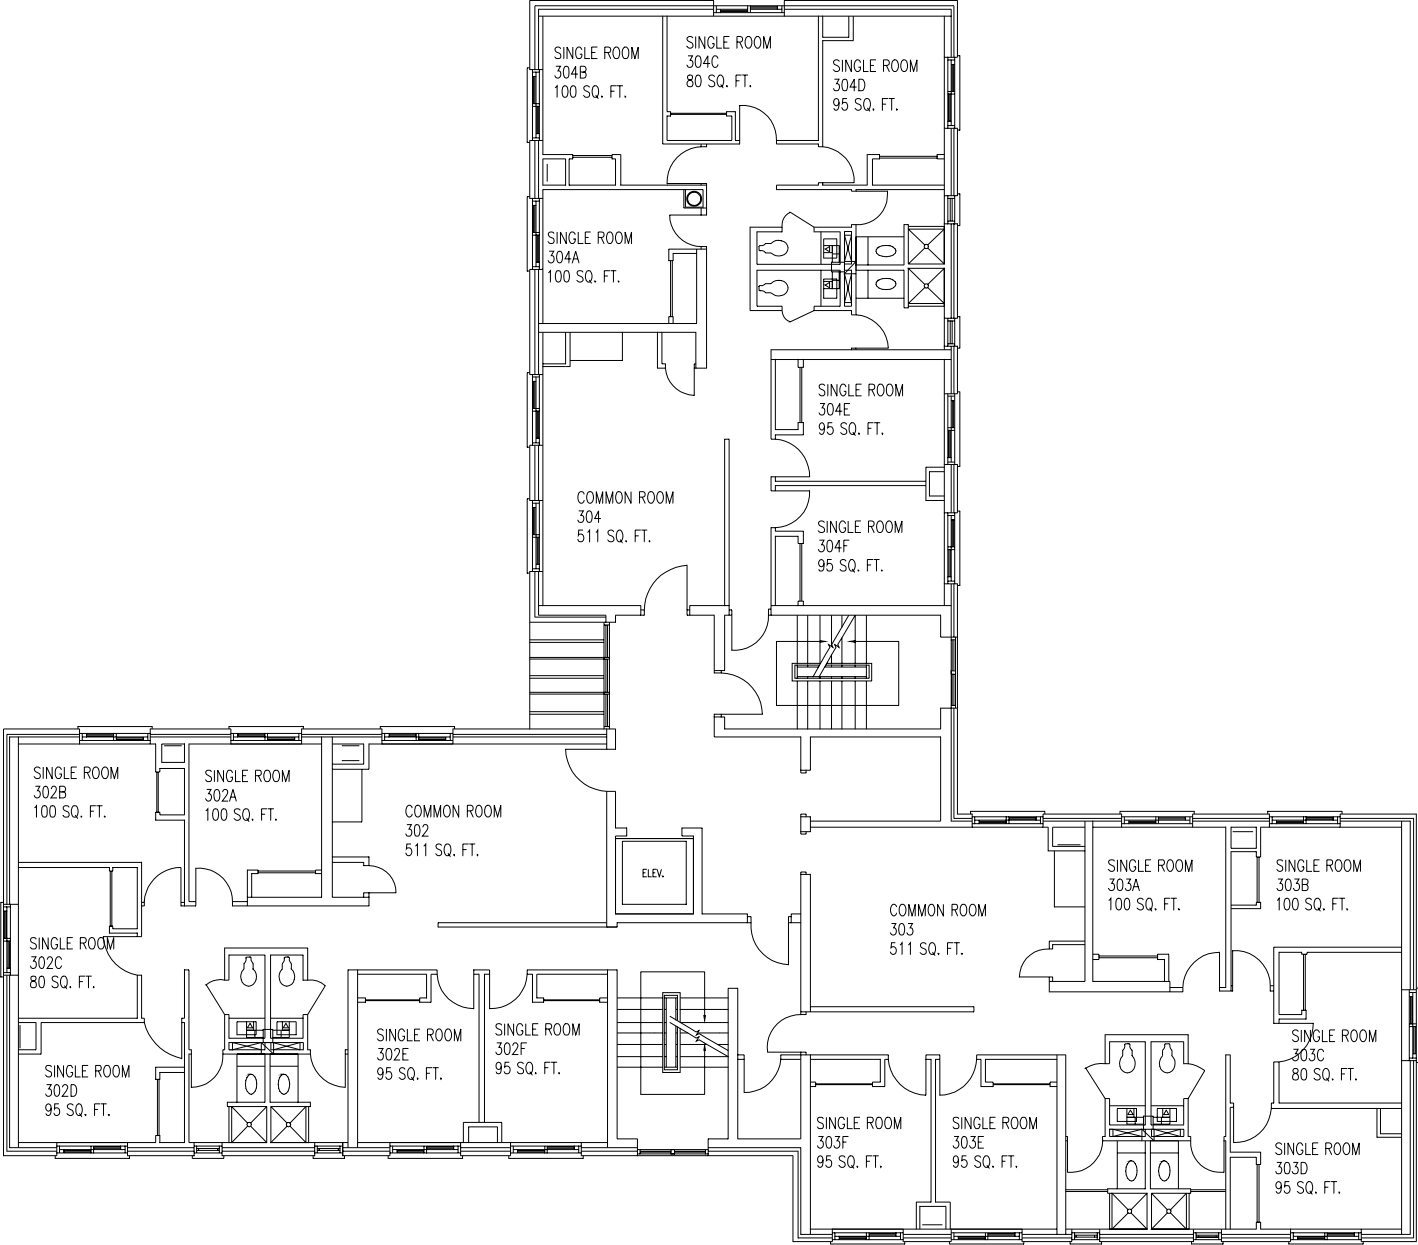 SINGLE ROOM
304B
100 SQ. FT.
SINGLE ROOM
304C
80 SQ. FT.
SINGLE ROOM
304D
95 SQ. FT.
SINGLE ROOM
304A
100 SQ. FT.
SINGLE ROOM
304E
95 SQ. FT.
COMMON ROOM
304
511 SQ. FT.
SINGLE ROOM
304F
95 SQ. FT.
SINGLE ROOM
302B
100 SQ. FT.
SINGLE ROOM
302A
100 SQ. FT.
COMMON ROOM
302
511 SQ. FT.
ELEV.
SINGLE ROOM
303A
100 SQ. FT.
SINGLE ROOM
303B
100 SQ. FT.
COMMON ROOM
303
511 SQ. FT.
SINGLE ROOM
302C
80 SQ. FT.
SINGLE ROOM
302E
95 SQ. FT.
SINGLE ROOM
302F
95 SQ. FT.
SINGLE ROOM
303C
80 SQ. FT.
SINGLE ROOM
302D
95 SQ. FT.
SINGLE ROOM
303F
95 SQ. FT.
SINGLE ROOM
303E
95 SQ. FT.
SINGLE ROOM
303D
95 SQ. FT.